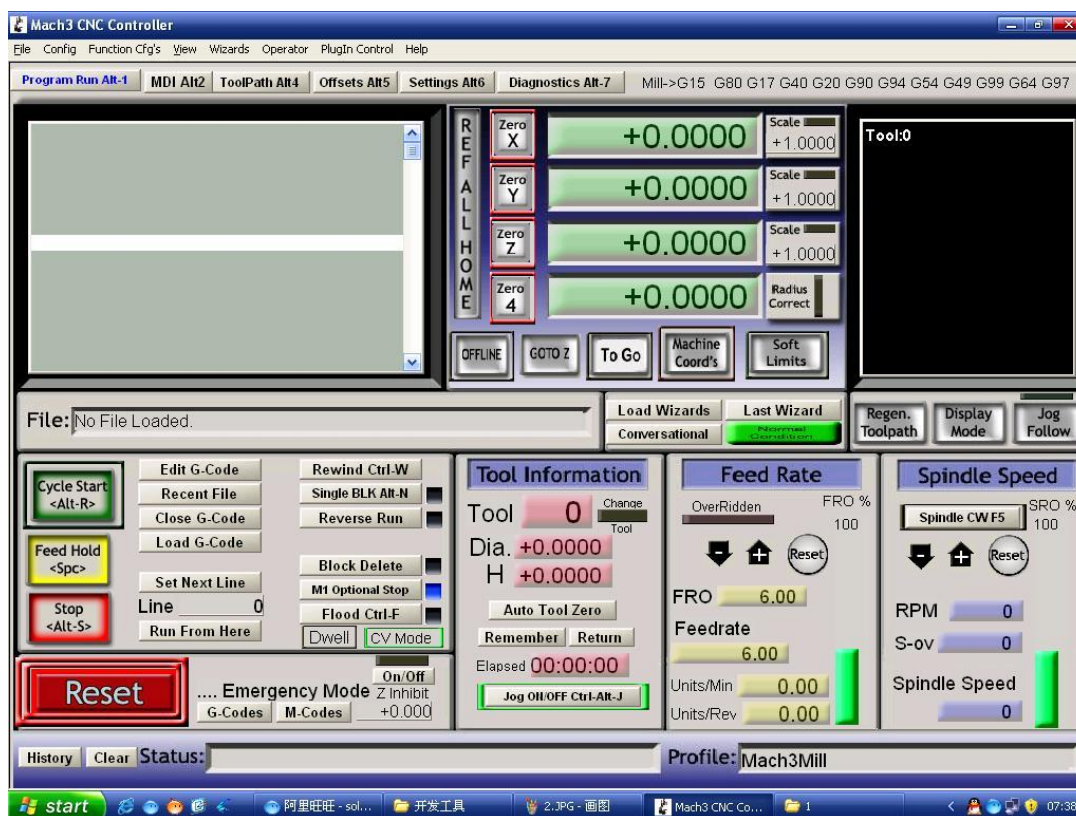 Mach3 CNC Controller
File Config Function Cfg's View Wizards Operator PlugIn Control Help
Program Run Alt-1 MDI Alt2 ToolPath Alt4 Offsets Alt5 Settings Alt6 Diagnostics Alt-7 Mill->G15 G80 G17 G40 G20 G90 G94 G54 G49 G99 G64 G97
REF ALL HOME
Zero X +0.0000 Scale +1.0000
Zero Y +0.0000 Scale +1.0000
Zero Z +0.0000 Scale +1.0000
Zero 4 +0.0000 Radius Correct
OFFLINE GOTO Z To Go Machine Coord's Soft Limits
Tool:0
File: No File Loaded.
Load Wizards Last Wizard
Conversational Normal Condition
Regen. Toolpath Display Mode Jog Follow
Cycle Start <Alt-R>
Feed Hold <Spc>
Stop <Alt-S>
Edit G-Code
Recent File
Close G-Code
Load G-Code
Set Next Line
Line 0
Run From Here
Rewind Ctrl-W
Single BLK Alt-N
Reverse Run
Block Delete
M1 Optional Stop
Flood Ctrl-F
Dwell CV Mode
Reset
.... Emergency Mode
G-Codes M-Codes
On/Off
Z Inhibit
+0.000
Tool Information
Tool 0 Change Tool
Dia. +0.0000
H +0.0000
Auto Tool Zero
Remember Return
Elapsed 00:00:00
Jog ON/OFF Ctrl-Alt-J
Feed Rate
OverRidden FRO %
100
Reset
FRO 6.00
Feedrate
6.00
Units/Min 0.00
Units/Rev 0.00
Spindle Speed
Spindle CW F5 SRO %
100
Reset
RPM 0
S-ov 0
Spindle Speed
0
History Clear Status: Profile: Mach3Mill
start 阿里旺旺 - sol... 开发工具 2.JPG - 画图 Mach3 CNC Co... 1 07:38